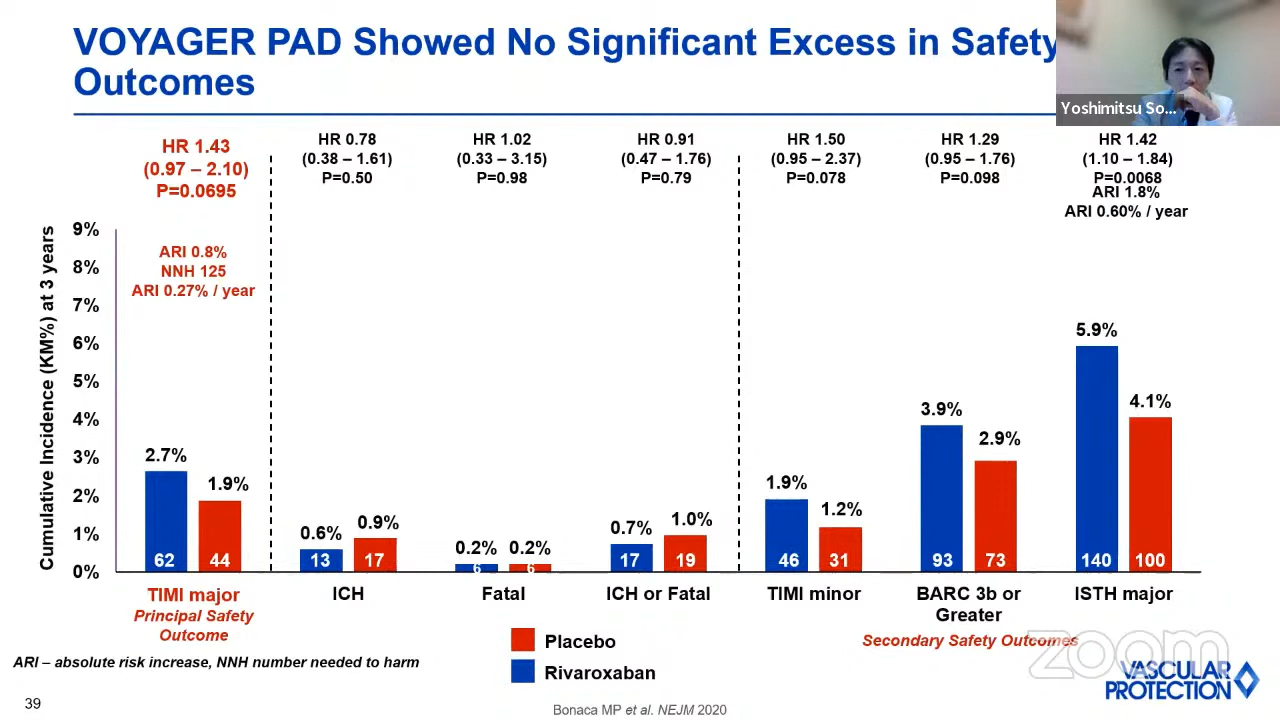 VOYAGER PAD Showed No Significant Excess in Safety
Outcomes
Yoshimitsu So...
HR 1.43
(0.97 – 2.10)
P=0.0695
HR 0.78
(0.38 – 1.61)
P=0.50
HR 1.02
(0.33 – 3.15)
P=0.98
HR 0.91
(0.47 – 1.76)
P=0.79
HR 1.50
(0.95 – 2.37)
P=0.078
HR 1.29
(0.95 – 1.76)
P=0.098
HR 1.42
(1.10 – 1.84)
P=0.0068
ARI 1.8%
ARI 0.60% / year
ARI 0.8%
NNH 125
ARI 0.27% / year
Cumulative Incidence (KM%) at 3 years
9%
8%
7%
6%
5%
4%
3%
2%
1%
0%
2.7%
1.9%
0.6%
0.9%
0.2%
0.2%
0.7%
1.0%
1.9%
1.2%
3.9%
2.9%
5.9%
4.1%
62
44
13
17
6
6
17
19
46
31
93
73
140
100
TIMI major
Principal Safety
Outcome
ICH
Fatal
ICH or Fatal
TIMI minor
BARC 3b or
Greater
ISTH major
Secondary Safety Outcomes
Placebo
Rivaroxaban
ARI – absolute risk increase, NNH number needed to harm
zoom
VASCULAR
PROTECTION
39
Bonaca MP et al. NEJM 2020